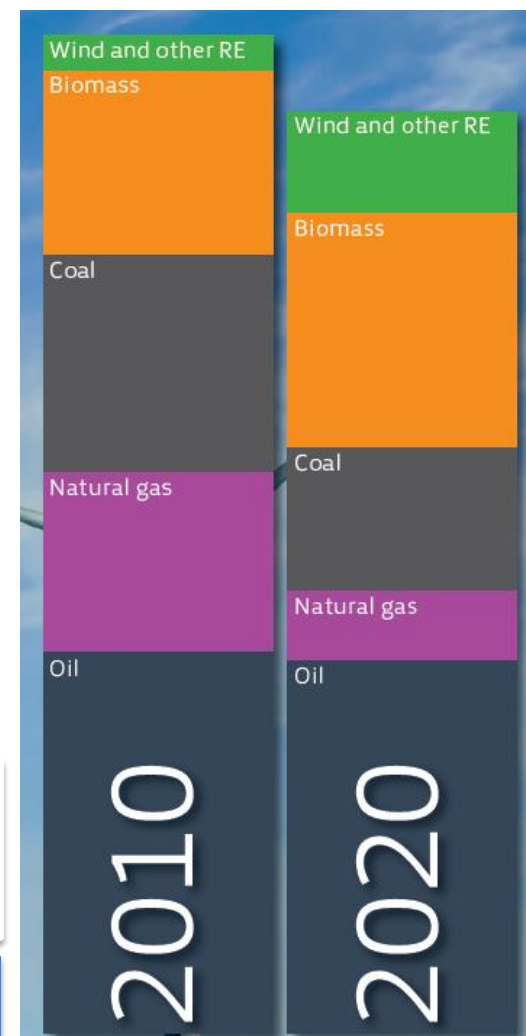 Wind and other RE
Biomass
Coal
Natural gas
Oil
2010
Wind and other RE
Biomass
Coal
Natural gas
Oil
2020